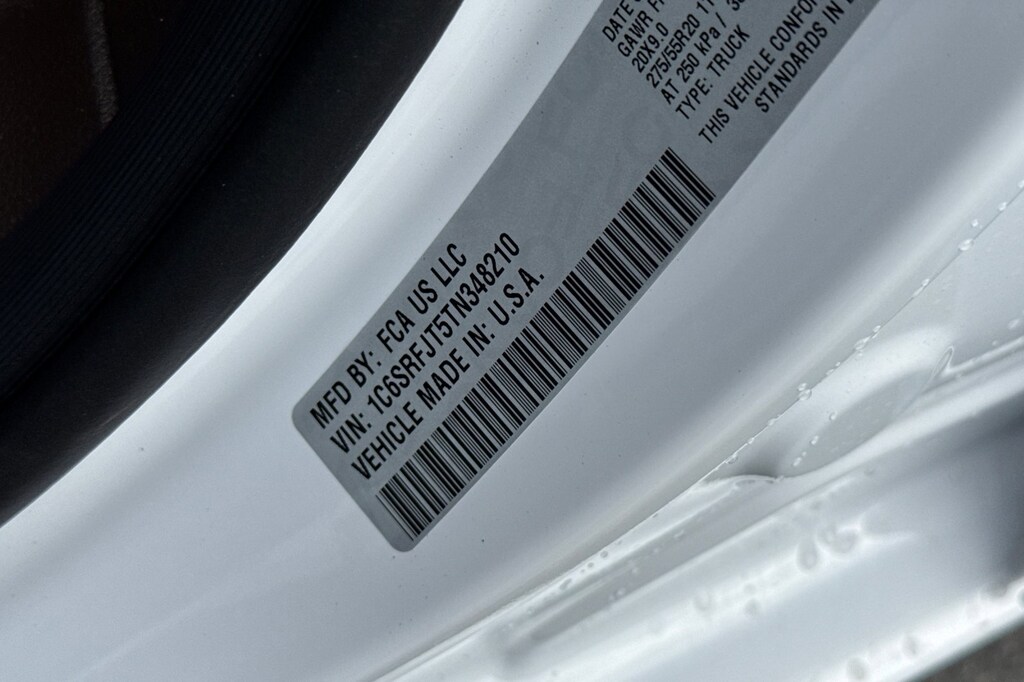 MFD BY: FCA US LLC
VIN: 1C6SRFJT5TN348210
VEHICLE MADE IN: U.S.A.
DATE
GAWR
20X9.0
275/55R20
AT 250 kPa /
TYPE: TRUCK
THIS VEHICLE
STANDARDS IN